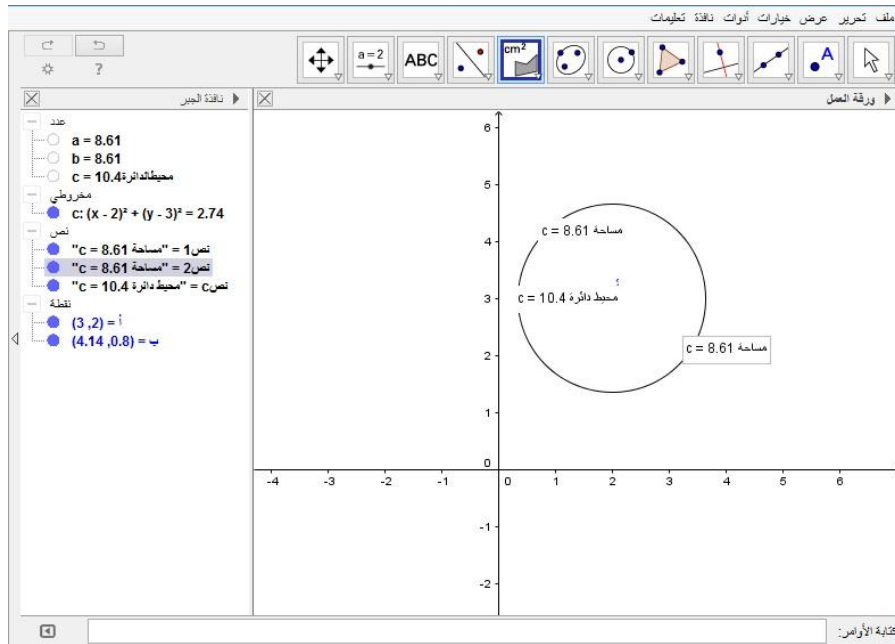 ملف تحرير عرض خيارات أدوات نافذة تعليمات
cm²
a = 2
ABC
A
?
نافذة الجبر
ورقة العمل
عدد
a = 8.61
b = 8.61
محيطالدائرةc = 10.4
مخروطي
c: (x - 2)² + (y - 3)² = 2.74
نص
نص1 = "مساحة c = 8.61"
نص2 = "مساحة c = 8.61"
نصc = "محيط دائرة c = 10.4"
نقطة
أ = (2, 3)
ب = (0.8, 4.14)
6
5
4
3
2
1
0
-1
-2
-4
-3
-2
-1
0
1
2
3
4
5
6
مساحة c = 8.61
أ
محيط دائرة c = 10.4
مساحة c = 8.61
كتابة الأوامر: